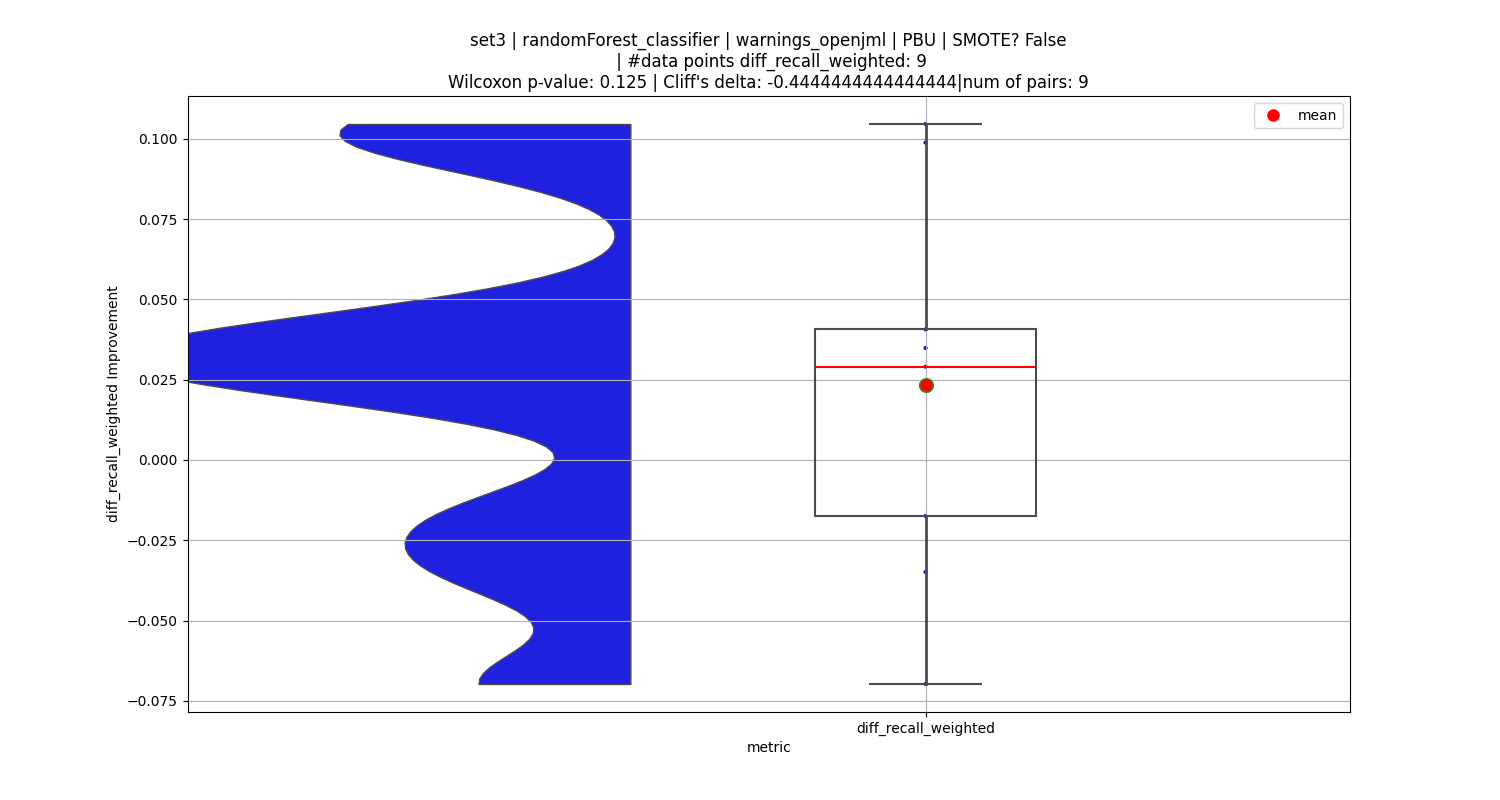 set3 | randomForest_classifier | warnings_openjml | PBU | SMOTE? False
| #data points diff_recall_weighted: 9
Wilcoxon p-value: 0.125 | Cliff's delta: -0.4444444444444444|num of pairs: 9
mean
0.100
0.075
0.050
0.025
0.000
−0.025
−0.050
−0.075
diff_recall_weighted Improvement
diff_recall_weighted
metric